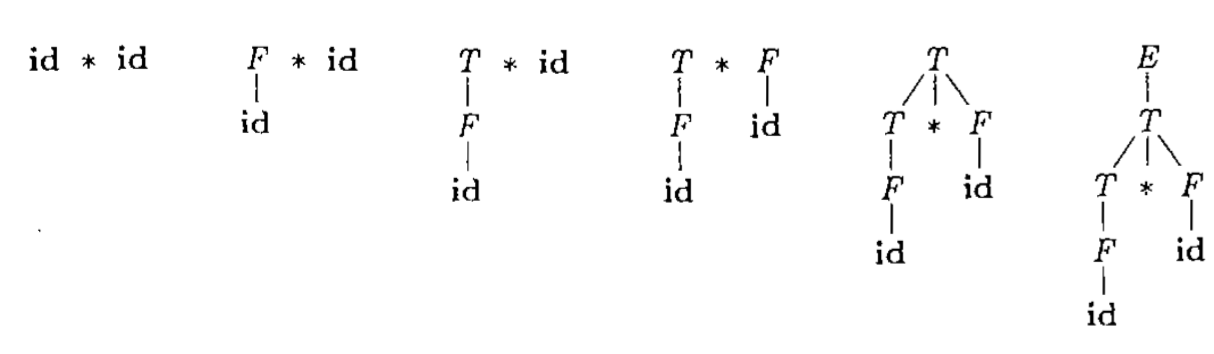 id * id F * id T * id T * F T E
id F F id T * F T
id id F id T * F
id F id
id